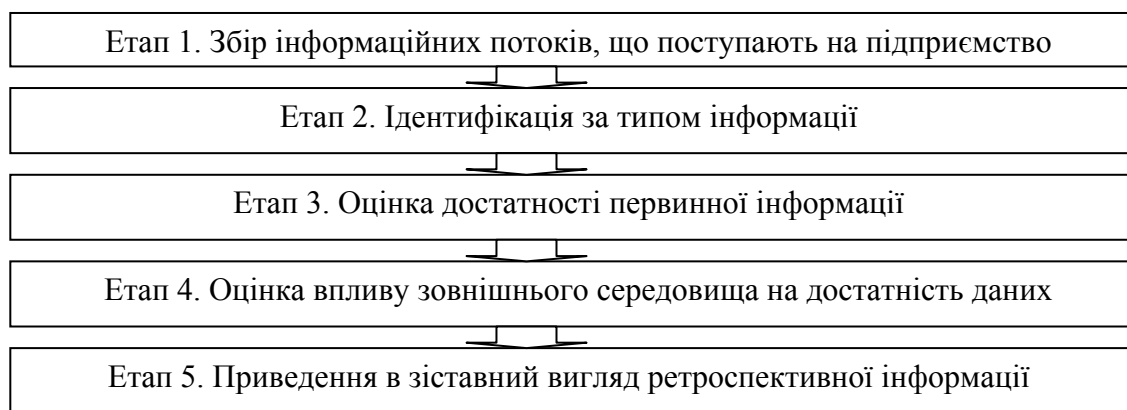 Етап 1. Збір інформаційних потоків, що поступають на підприємство
Етап 2. Ідентифікація за типом інформації
Етап 3. Оцінка достатності первинної інформації
Етап 4. Оцінка впливу зовнішнього середовища на достатність даних
Етап 5. Приведення в зіставний вигляд ретроспективної інформації